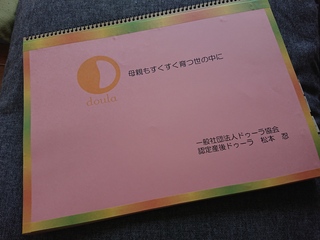 doula
母親もすくすく育つ世の中に
一般社団法人ドゥーラ協会
認定産後ドゥーラ 松本 忍